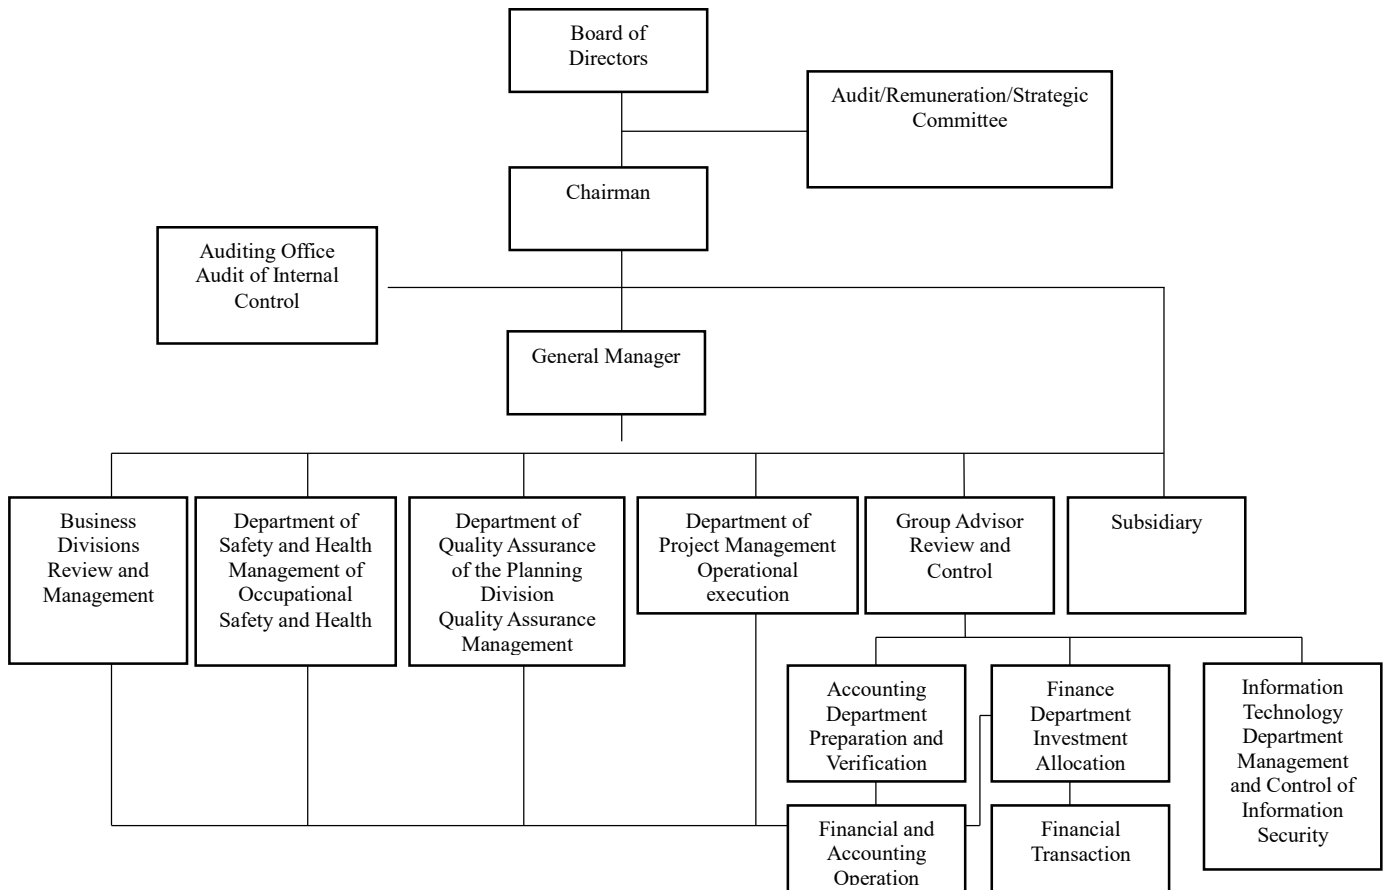 Board of
Directors
Audit/Remuneration/Strategic
Committee
Chairman
Auditing Office
Audit of Internal
Control
General Manager
Business
Divisions
Review and
Management
Department of
Safety and Health
Management of
Occupational
Safety and Health
Department of
Quality Assurance
of the Planning
Division
Quality Assurance
Management
Department of
Project Management
Operational
execution
Group Advisor
Review and
Control
Subsidiary
Accounting
Department
Preparation and
Verification
Finance
Department
Investment
Allocation
Information
Technology
Department
Management
and Control of
Information
Security
Financial and
Accounting
Operation
Financial
Transaction